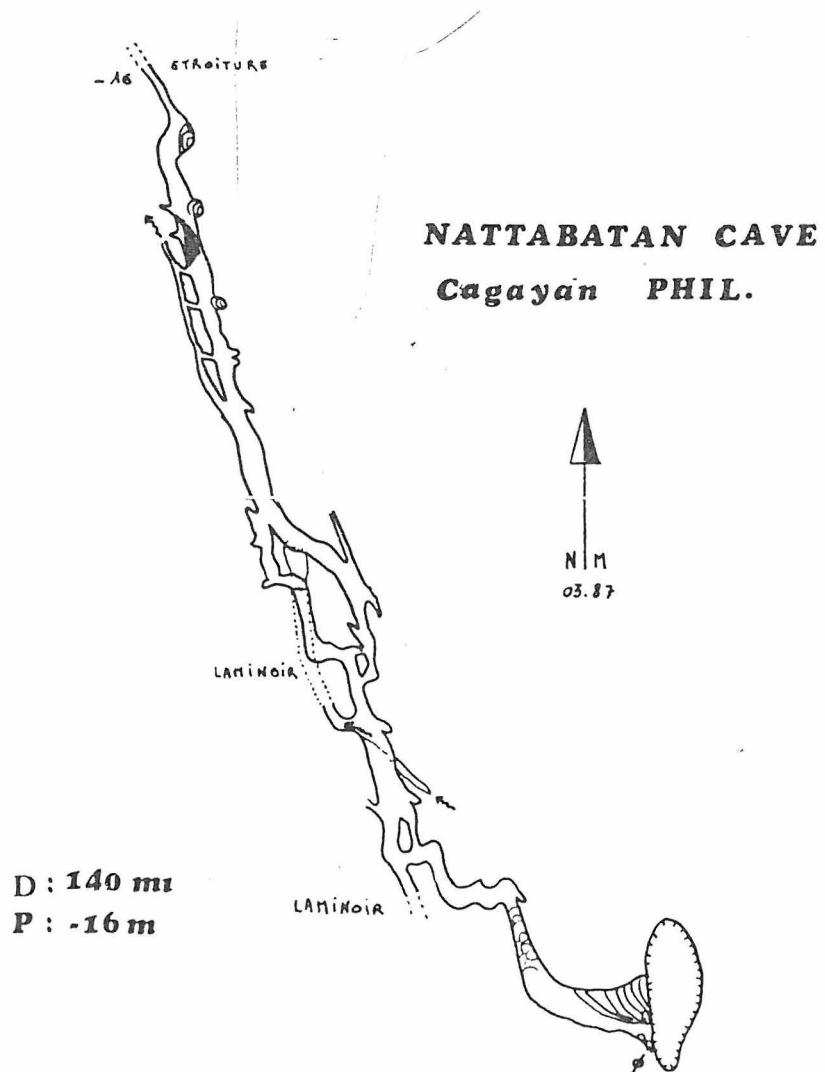 ETROITURE
- 16
NATTABATAN CAVE
Cagayan PHIL.
N M
03.87
LAMINOIR
D : 140 m
P : -16 m
LAMINOIR